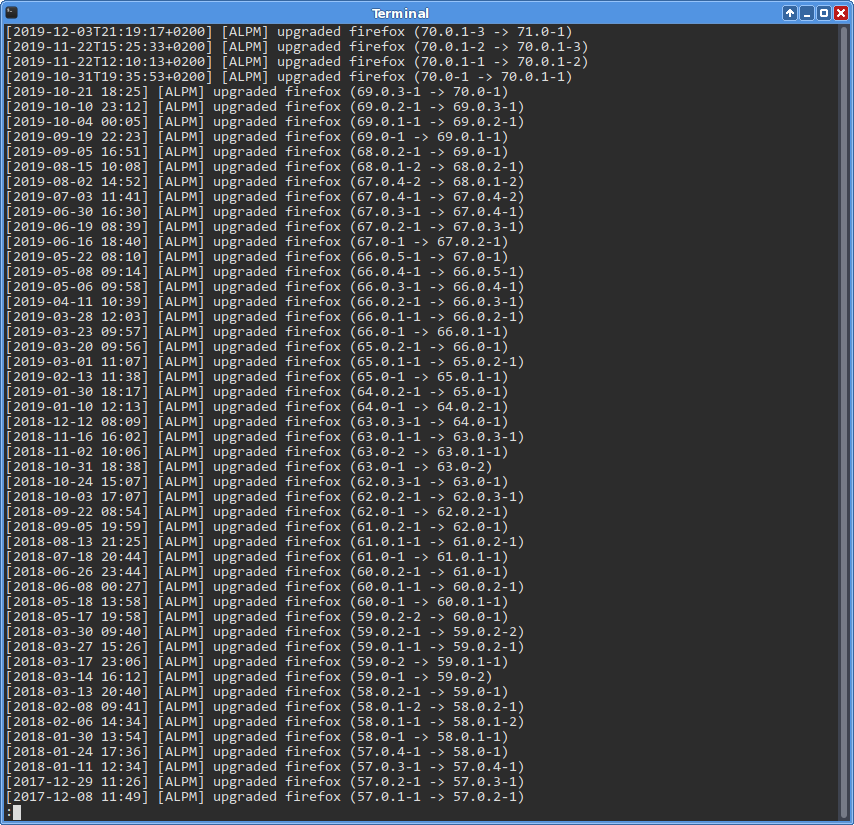 Terminal
[2019-12-03T21:19:17+0200] [ALPM] upgraded firefox (70.0.1-3 -> 71.0-1)
[2019-11-22T15:25:33+0200] [ALPM] upgraded firefox (70.0.1-2 -> 70.0.1-3)
[2019-11-22T12:10:13+0200] [ALPM] upgraded firefox (70.0.1-1 -> 70.0.1-2)
[2019-10-31T19:35:53+0200] [ALPM] upgraded firefox (70.0-1 -> 70.0.1-1)
[2019-10-21 18:25] [ALPM] upgraded firefox (69.0.3-1 -> 70.0-1)
[2019-10-10 23:12] [ALPM] upgraded firefox (69.0.2-1 -> 69.0.3-1)
[2019-10-04 00:05] [ALPM] upgraded firefox (69.0.1-1 -> 69.0.2-1)
[2019-09-19 22:23] [ALPM] upgraded firefox (69.0-1 -> 69.0.1-1)
[2019-09-05 16:51] [ALPM] upgraded firefox (68.0.2-1 -> 69.0-1)
[2019-08-15 10:08] [ALPM] upgraded firefox (68.0.1-2 -> 68.0.2-1)
[2019-08-02 14:52] [ALPM] upgraded firefox (67.0.4-2 -> 68.0.1-2)
[2019-07-03 11:41] [ALPM] upgraded firefox (67.0.4-1 -> 67.0.4-2)
[2019-06-30 16:30] [ALPM] upgraded firefox (67.0.3-1 -> 67.0.4-1)
[2019-06-19 08:39] [ALPM] upgraded firefox (67.0.2-1 -> 67.0.3-1)
[2019-06-16 18:40] [ALPM] upgraded firefox (67.0-1 -> 67.0.2-1)
[2019-05-22 08:10] [ALPM] upgraded firefox (66.0.5-1 -> 67.0-1)
[2019-05-08 09:14] [ALPM] upgraded firefox (66.0.4-1 -> 66.0.5-1)
[2019-05-06 09:58] [ALPM] upgraded firefox (66.0.3-1 -> 66.0.4-1)
[2019-04-11 10:39] [ALPM] upgraded firefox (66.0.2-1 -> 66.0.3-1)
[2019-03-28 12:03] [ALPM] upgraded firefox (66.0.1-1 -> 66.0.2-1)
[2019-03-23 09:57] [ALPM] upgraded firefox (66.0-1 -> 66.0.1-1)
[2019-03-20 09:56] [ALPM] upgraded firefox (65.0.2-1 -> 66.0-1)
[2019-03-01 11:07] [ALPM] upgraded firefox (65.0.1-1 -> 65.0.2-1)
[2019-02-13 11:38] [ALPM] upgraded firefox (65.0-1 -> 65.0.1-1)
[2019-01-30 18:17] [ALPM] upgraded firefox (64.0.2-1 -> 65.0-1)
[2019-01-10 12:13] [ALPM] upgraded firefox (64.0-1 -> 64.0.2-1)
[2018-12-12 08:09] [ALPM] upgraded firefox (63.0.3-1 -> 64.0-1)
[2018-11-16 16:02] [ALPM] upgraded firefox (63.0.1-1 -> 63.0.3-1)
[2018-11-02 10:06] [ALPM] upgraded firefox (63.0-2 -> 63.0.1-1)
[2018-10-31 18:38] [ALPM] upgraded firefox (63.0-1 -> 63.0-2)
[2018-10-24 15:07] [ALPM] upgraded firefox (62.0.3-1 -> 63.0-1)
[2018-10-03 17:07] [ALPM] upgraded firefox (62.0.2-1 -> 62.0.3-1)
[2018-09-22 08:54] [ALPM] upgraded firefox (62.0-1 -> 62.0.2-1)
[2018-09-05 19:59] [ALPM] upgraded firefox (61.0.2-1 -> 62.0-1)
[2018-08-13 21:25] [ALPM] upgraded firefox (61.0.1-1 -> 61.0.2-1)
[2018-07-18 20:44] [ALPM] upgraded firefox (61.0-1 -> 61.0.1-1)
[2018-06-26 23:44] [ALPM] upgraded firefox (60.0.2-1 -> 61.0-1)
[2018-06-08 00:27] [ALPM] upgraded firefox (60.0.1-1 -> 60.0.2-1)
[2018-05-18 13:58] [ALPM] upgraded firefox (60.0-1 -> 60.0.1-1)
[2018-05-17 19:58] [ALPM] upgraded firefox (59.0.2-2 -> 60.0-1)
[2018-03-30 09:40] [ALPM] upgraded firefox (59.0.2-1 -> 59.0.2-2)
[2018-03-27 15:26] [ALPM] upgraded firefox (59.0.1-1 -> 59.0.2-1)
[2018-03-17 23:06] [ALPM] upgraded firefox (59.0-2 -> 59.0.1-1)
[2018-03-14 16:12] [ALPM] upgraded firefox (59.0-1 -> 59.0-2)
[2018-03-13 20:40] [ALPM] upgraded firefox (58.0.2-1 -> 59.0-1)
[2018-02-08 09:41] [ALPM] upgraded firefox (58.0.1-2 -> 58.0.2-1)
[2018-02-06 14:34] [ALPM] upgraded firefox (58.0.1-1 -> 58.0.1-2)
[2018-01-30 13:54] [ALPM] upgraded firefox (58.0-1 -> 58.0.1-1)
[2018-01-24 17:36] [ALPM] upgraded firefox (57.0.4-1 -> 58.0-1)
[2018-01-11 12:34] [ALPM] upgraded firefox (57.0.3-1 -> 57.0.4-1)
[2017-12-29 11:26] [ALPM] upgraded firefox (57.0.2-1 -> 57.0.3-1)
[2017-12-08 11:49] [ALPM] upgraded firefox (57.0.1-1 -> 57.0.2-1)
: